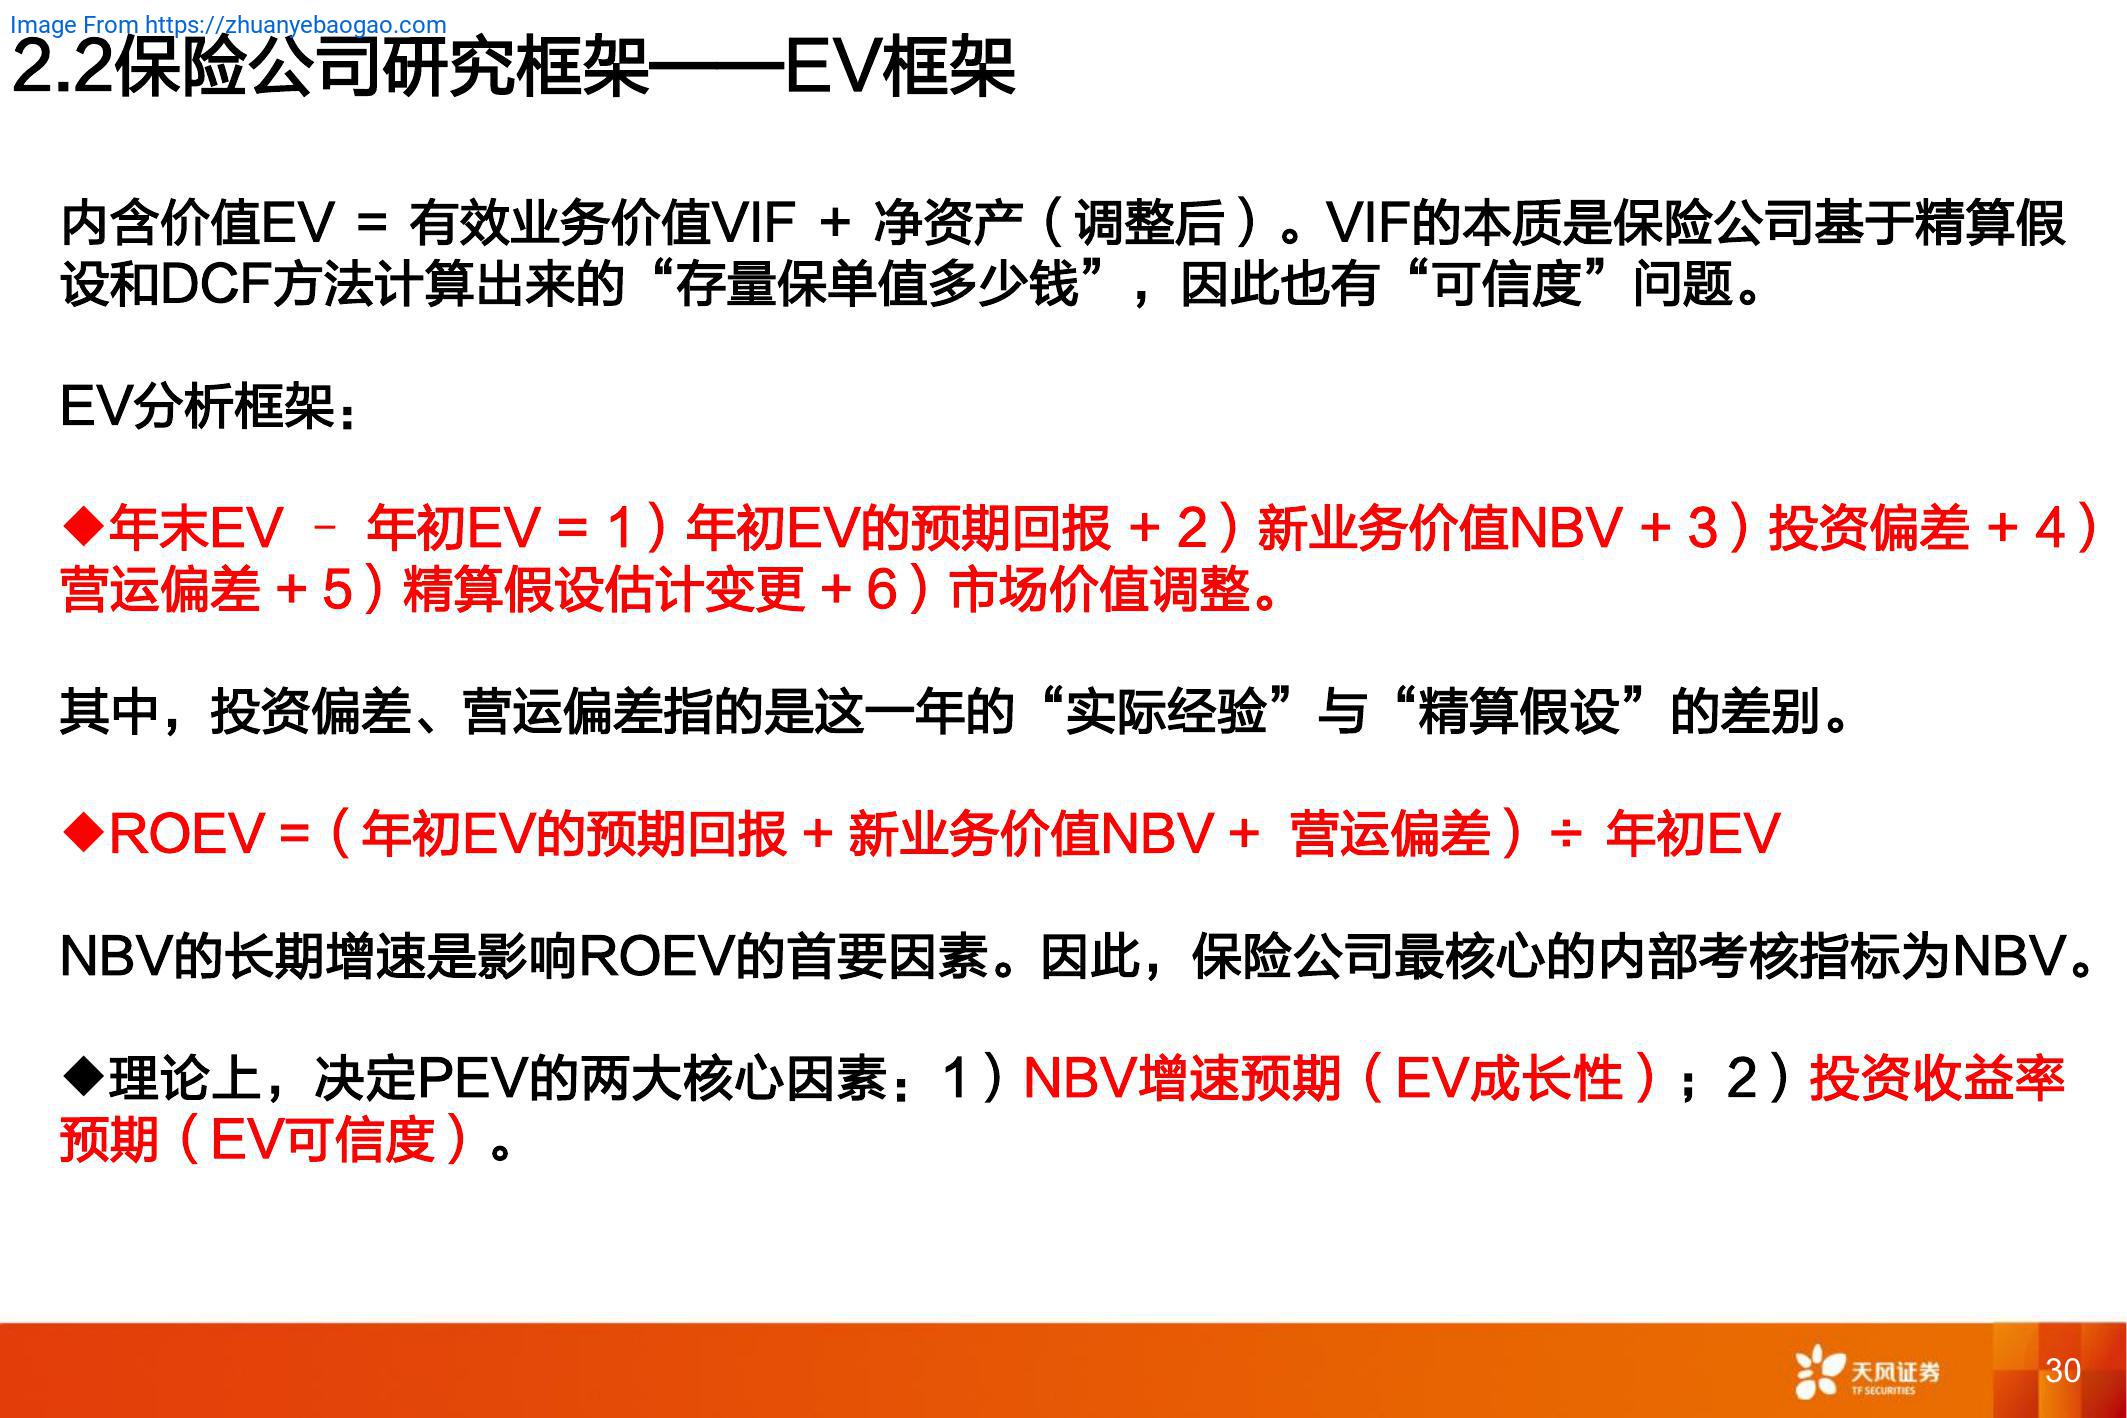 Image From https://zhuanyebaogao.com
2.2保险公司研究框架——EV框架
内含价值EV = 有效业务价值VIF + 净资产（调整后）。VIF的本质是保险公司基于精算假
设和DCF方法计算出来的“存量保单值多少钱”，因此也有“可信度”问题。
EV分析框架：
◆年末EV － 年初EV = 1）年初EV的预期回报 + 2）新业务价值NBV + 3）投资偏差 + 4）
营运偏差 + 5）精算假设估计变更 + 6）市场价值调整。
其中，投资偏差、营运偏差指的是这一年的“实际经验”与“精算假设”的差别。
◆ROEV =（年初EV的预期回报 + 新业务价值NBV + 营运偏差）÷ 年初EV
NBV的长期增速是影响ROEV的首要因素。因此，保险公司最核心的内部考核指标为NBV。
◆理论上，决定PEV的两大核心因素：1）NBV增速预期（EV成长性）；2）投资收益率
预期（EV可信度）。
天风证券
TF SECURITIES
30